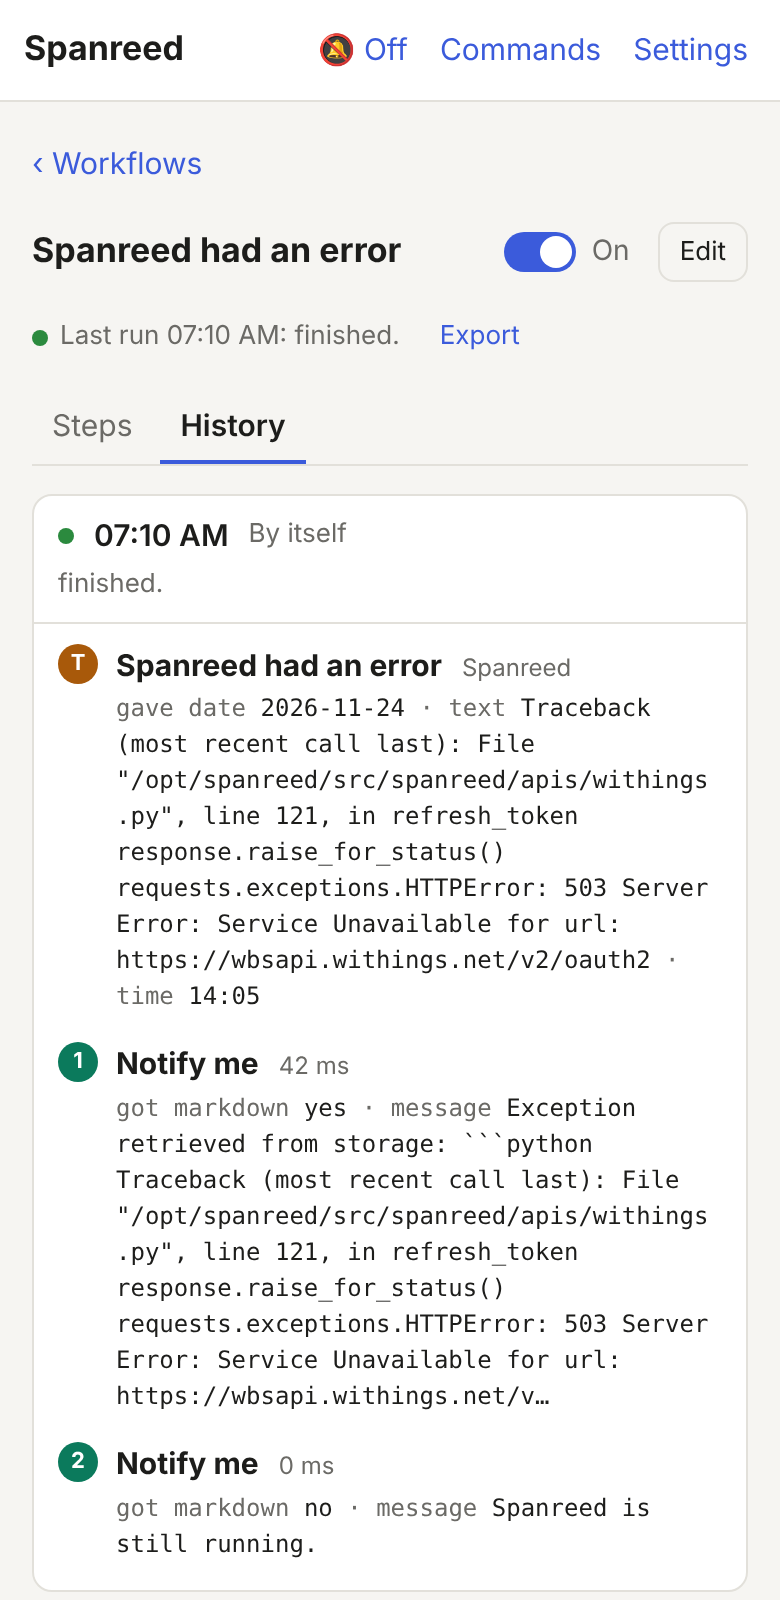 Spanreed
Off Commands Settings
‹ Workflows
Spanreed had an error On Edit
Last run 07:10 AM: finished. Export
Steps History
07:10 AM By itself
finished.
T Spanreed had an error Spanreed
gave date 2026-11-24 · text Traceback
(most recent call last): File
"/opt/spanreed/src/spanreed/apis/withings
.py", line 121, in refresh_token
response.raise_for_status()
requests.exceptions.HTTPError: 503 Server
Error: Service Unavailable for url:
https://wbsapi.withings.net/v2/oauth2 ·
time 14:05
1 Notify me 42 ms
got markdown yes · message Exception
retrieved from storage: ```python
Traceback (most recent call last): File
"/opt/spanreed/src/spanreed/apis/withings
.py", line 121, in refresh_token
response.raise_for_status()
requests.exceptions.HTTPError: 503 Server
Error: Service Unavailable for url:
https://wbsapi.withings.net/v…
2 Notify me 0 ms
got markdown no · message Spanreed is
still running.